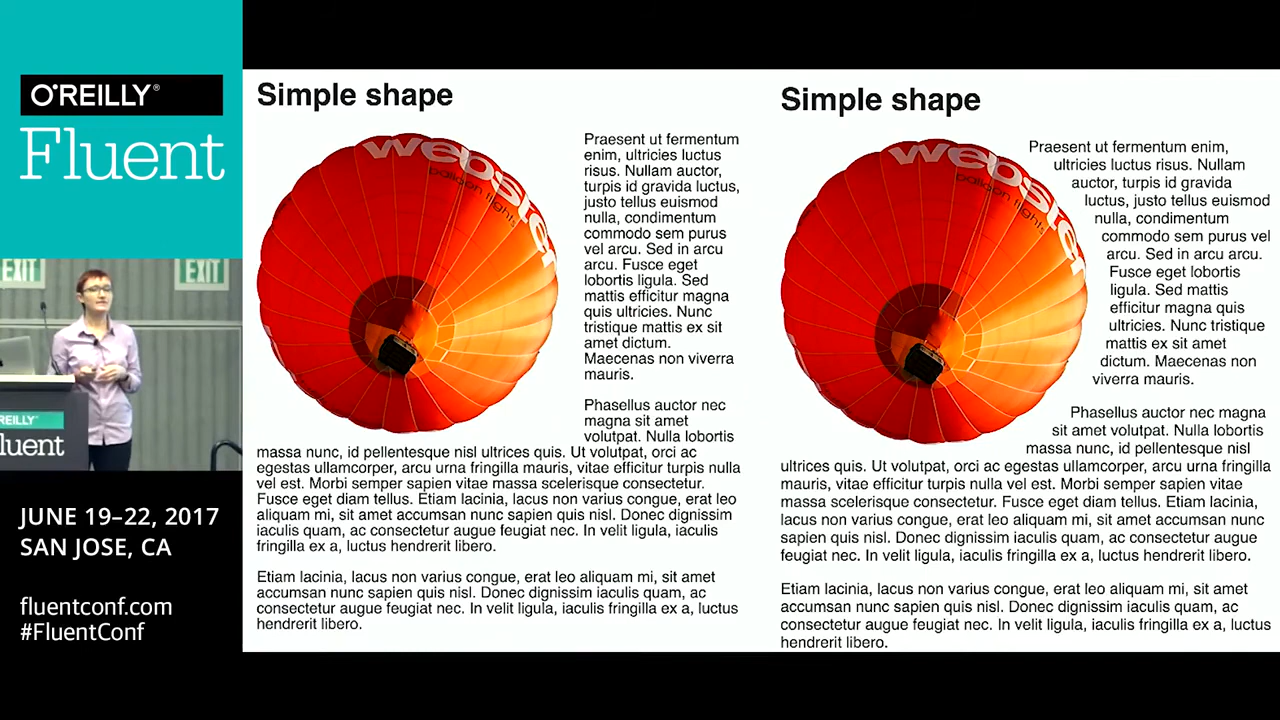 O'REILLY®
Fluent
EXIT
EXIT
REILLY
luent
JUNE 19–22, 2017
SAN JOSE, CA
fluentconf.com
#FluentConf
Simple shape
webster
balloon flights
Praesent ut fermentum
enim, ultricies luctus
risus. Nullam auctor,
turpis id gravida luctus,
justo tellus euismod
nulla, condimentum
commodo sem purus
vel arcu. Sed in arcu
arcu. Fusce eget
lobortis ligula. Sed
mattis efficitur magna
quis ultricies. Nunc
tristique mattis ex sit
amet dictum.
Maecenas non viverra
mauris.
Phasellus auctor nec
magna sit amet
volutpat. Nulla lobortis
massa nunc, id pellentesque nisl ultrices quis. Ut volutpat, orci ac
egestas ullamcorper, arcu urna fringilla mauris, vitae efficitur turpis nulla
vel est. Morbi semper sapien vitae massa scelerisque consectetur.
Fusce eget diam tellus. Etiam lacinia, lacus non varius congue, erat leo
aliquam mi, sit amet accumsan nunc sapien quis nisl. Donec dignissim
iaculis quam, ac consectetur augue feugiat nec. In velit ligula, iaculis
fringilla ex a, luctus hendrerit libero.
Etiam lacinia, lacus non varius congue, erat leo aliquam mi, sit amet
accumsan nunc sapien quis nisl. Donec dignissim iaculis quam, ac
consectetur augue feugiat nec. In velit ligula, iaculis fringilla ex a, luctus
hendrerit libero.
Simple shape
webster
balloon flights
Praesent ut fermentum enim,
ultricies luctus risus. Nullam
auctor, turpis id gravida
luctus, justo tellus euismod
nulla, condimentum
commodo sem purus vel
arcu. Sed in arcu arcu.
Fusce eget lobortis
ligula. Sed mattis
efficitur magna quis
ultricies. Nunc tristique
mattis ex sit amet
dictum. Maecenas non
viverra mauris.
Phasellus auctor nec magna
sit amet volutpat. Nulla lobortis
massa nunc, id pellentesque nisl
ultrices quis. Ut volutpat, orci ac egestas ullamcorper, arcu urna fringilla
mauris, vitae efficitur turpis nulla vel est. Morbi semper sapien vitae
massa scelerisque consectetur. Fusce eget diam tellus. Etiam lacinia,
lacus non varius congue, erat leo aliquam mi, sit amet accumsan nunc
sapien quis nisl. Donec dignissim iaculis quam, ac consectetur augue
feugiat nec. In velit ligula, iaculis fringilla ex a, luctus hendrerit libero.
Etiam lacinia, lacus non varius congue, erat leo aliquam mi, sit amet
accumsan nunc sapien quis nisl. Donec dignissim iaculis quam, ac
consectetur augue feugiat nec. In velit ligula, iaculis fringilla ex a, luctus
hendrerit libero.